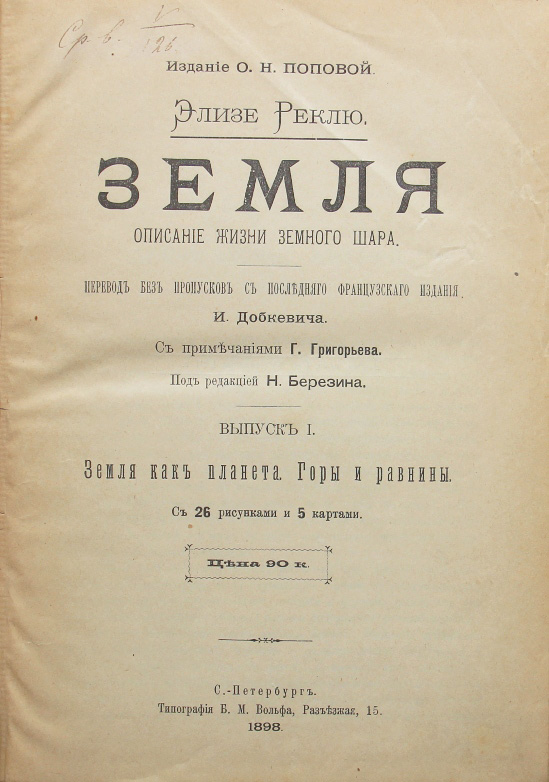 Ср. в. V/126.
Изданіе О. Н. ПОПОВОЙ.
Элизе Реклю.
ЗЕМЛЯ
ОПИСАНІЕ ЖИЗНИ ЗЕМНОГО ШАРА.
ПЕРЕВОДЪ БЕЗЪ ПРОПУСКОВЪ СЪ ПОСЛѢДНЯГО ФРАНЦУЗСКАГО ИЗДАНІЯ
И. Добкевича.
Съ примѣчаніями Г. Григорьева.
Подъ редакціей Н. Березина.
ВЫПУСКЪ I.
Земля какъ планета. Горы и равнины.
Съ 26 рисунками и 5 картами.
Цѣна 90 к.
С.-Петербургъ.
Типографія Б. М. Вольфа, Разъѣзжая, 15.
1898.